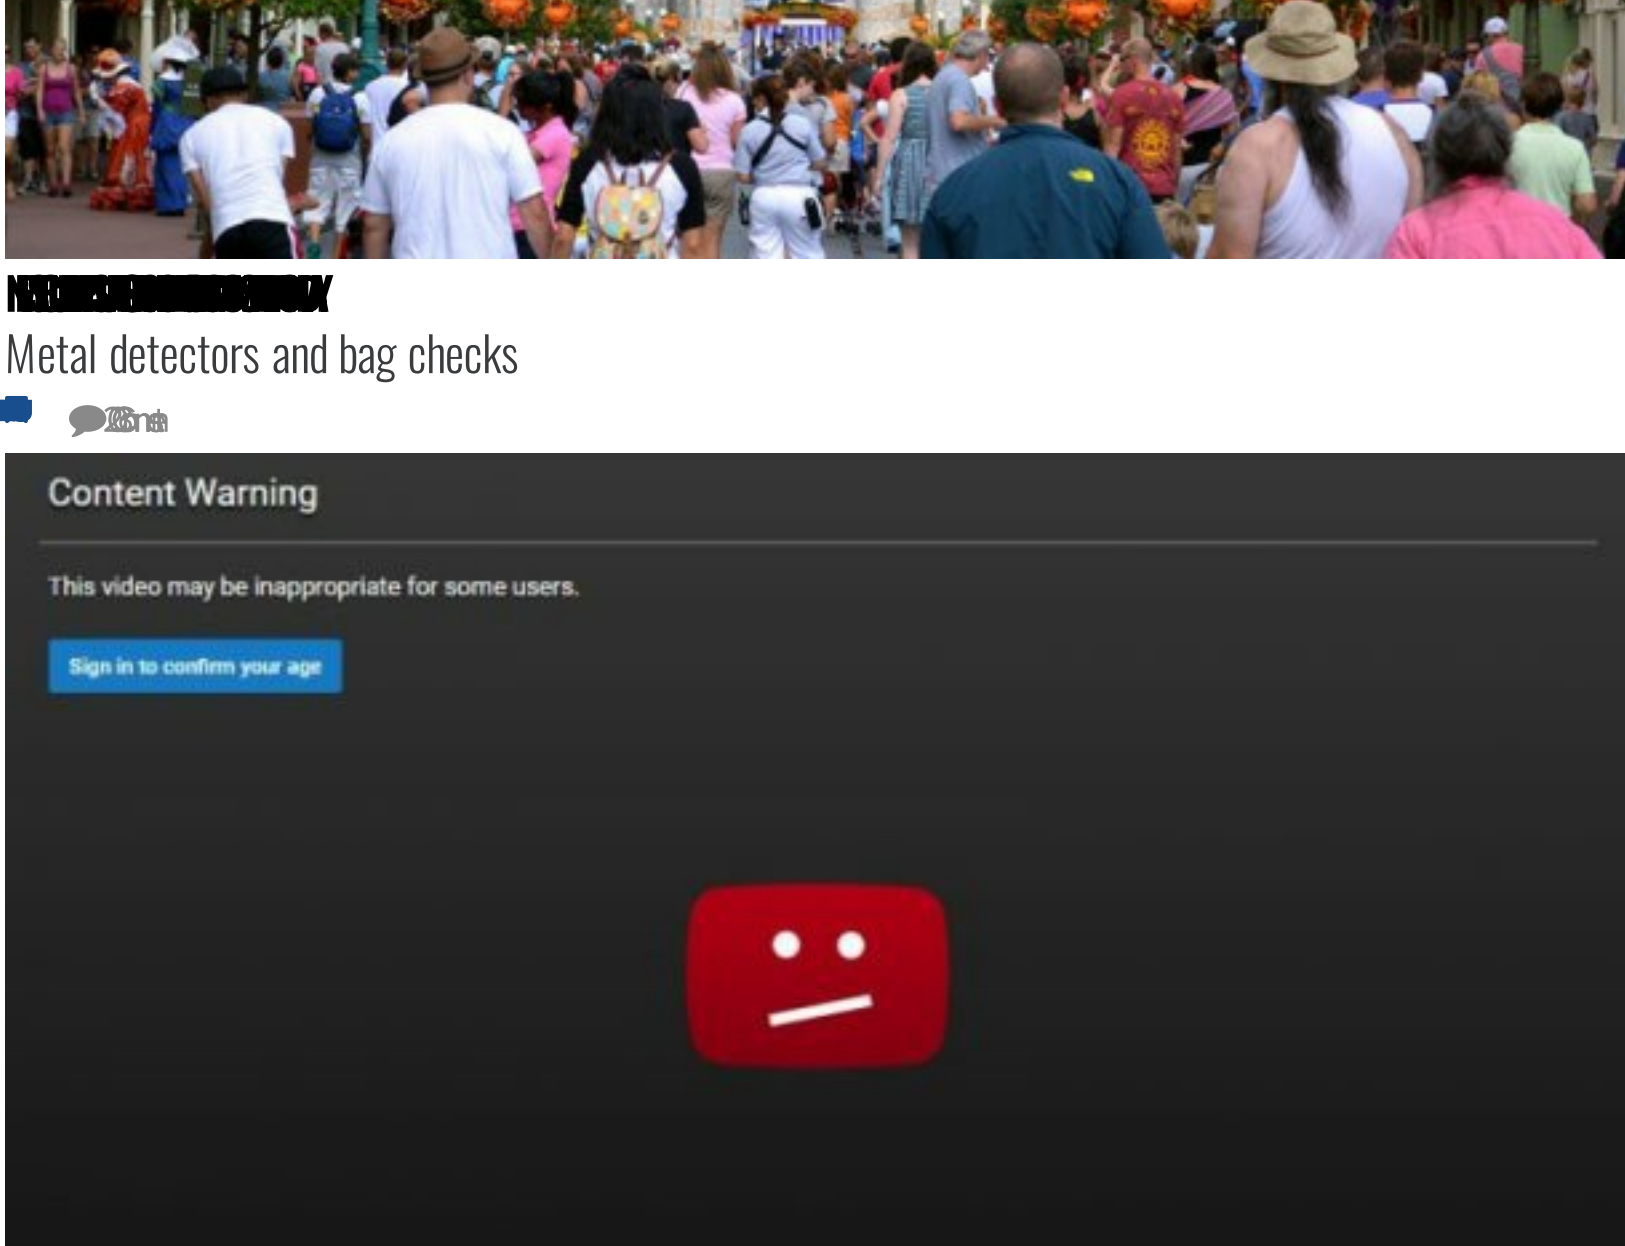 Metal detectors and bag checks
Content Warning
This video may be inappropriate for some users.
Sign in to confirm your age